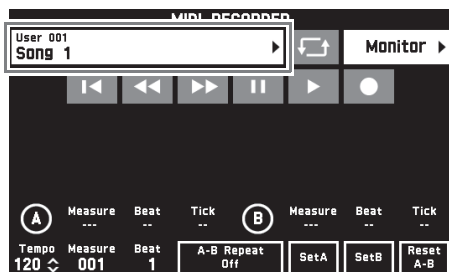 MIDI RECORDER
User 001
Song 1
Monitor
A Measure Beat Tick B Measure Beat Tick
--- -- -- --- -- --
Tempo Measure Beat A-B Repeat SetA SetB Reset
120 001 1 Off A-B